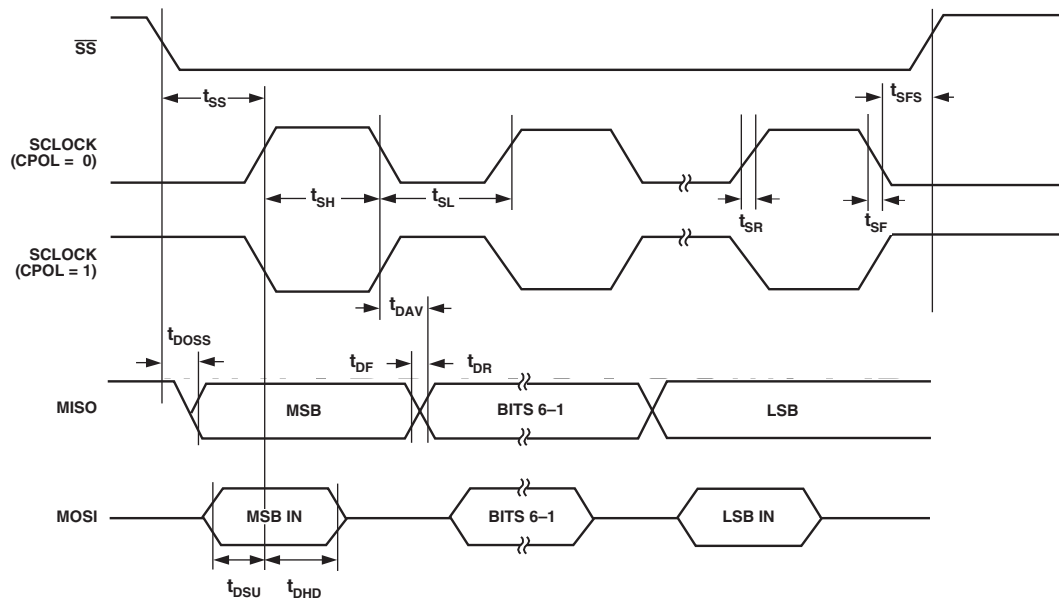 SS
tSS
tSFS
SCLOCK
(CPOL = 0)
tSH
tSL
tSR
tSF
SCLOCK
(CPOL = 1)
tDAV
tDOSS
tDF
tDR
MISO
MSB
BITS 6–1
LSB
MOSI
MSB IN
BITS 6–1
LSB IN
tDSU
tDHD